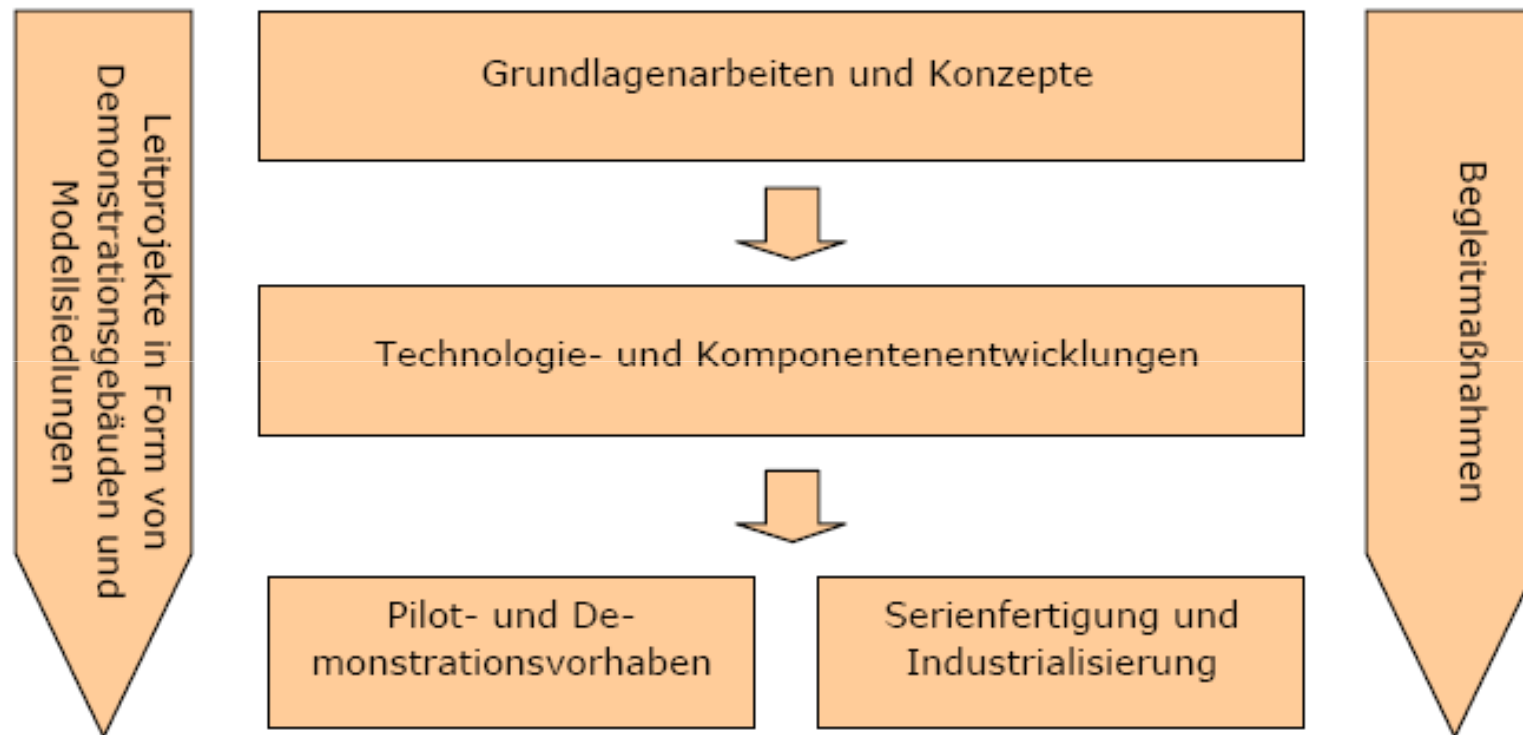 Leitprojekte in Form von
Demonstrationsgebäuden und
Modellsiedlungen
Grundlagenarbeiten und Konzepte
Technologie- und Komponentenentwicklungen
Pilot- und De-
monstrationsvorhaben
Serienfertigung und
Industrialisierung
Begleitmaßnahmen